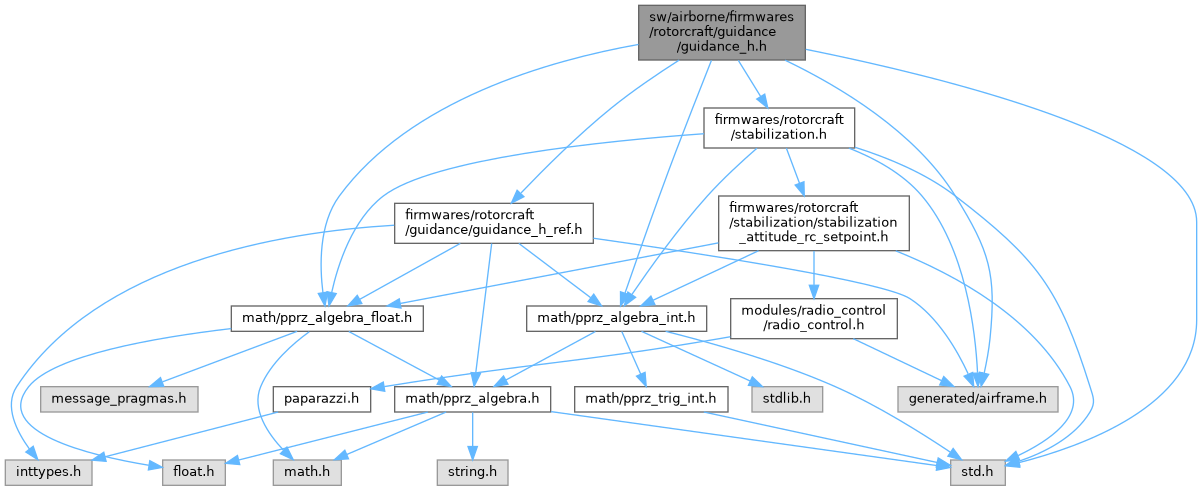 sw/airborne/firmwares
/rotorcraft/guidance
/guidance_h.h
firmwares/rotorcraft
/stabilization.h
firmwares/rotorcraft
/guidance/guidance_h_ref.h
firmwares/rotorcraft
/stabilization/stabilization
_attitude_rc_setpoint.h
math/pprz_algebra_float.h
math/pprz_algebra_int.h
modules/radio_control
/radio_control.h
message_pragmas.h
paparazzi.h
math/pprz_algebra.h
math/pprz_trig_int.h
stdlib.h
generated/airframe.h
inttypes.h
float.h
math.h
string.h
std.h